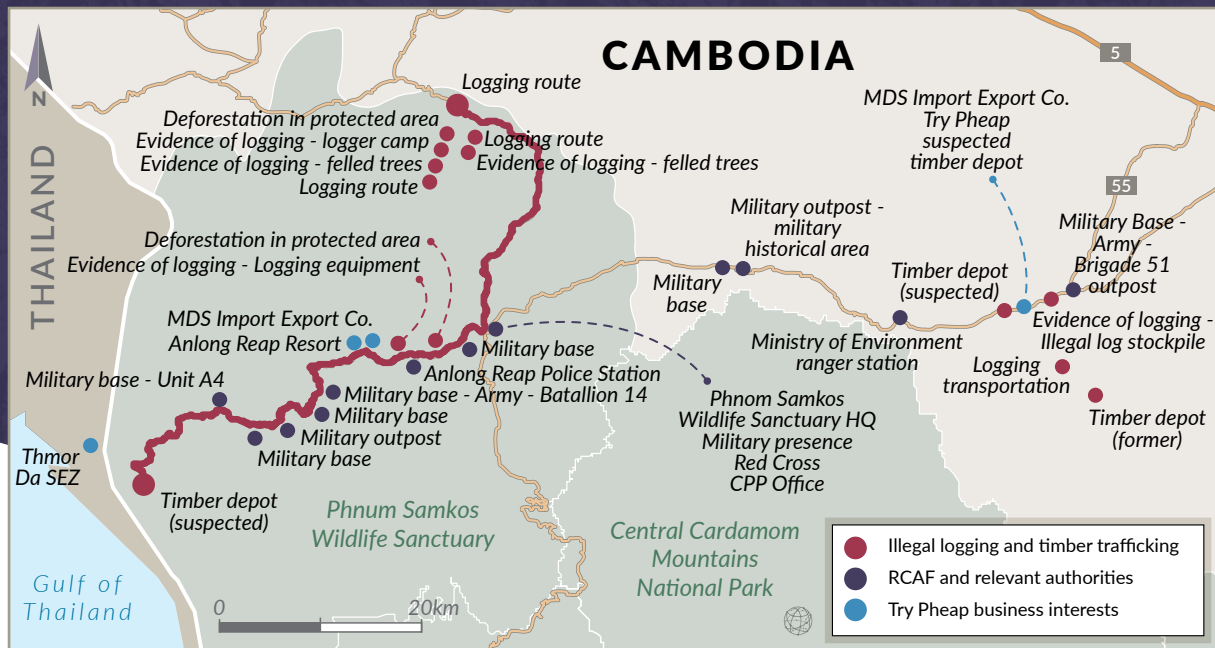 CAMBODIA
5
N
THAILAND
Logging route
Deforestation in protected area
Evidence of logging - logger camp
Evidence of logging - felled trees
Logging route
Logging route
Evidence of logging - felled trees
MDS Import Export Co.
Try Pheap
suspected
timber depot
55
Deforestation in protected area
Evidence of logging - Logging equipment
Military outpost -
military
historical area
Military
base
Timber depot
(suspected)
Military Base -
Army -
Brigade 51
outpost
MDS Import Export Co.
Anlong Reap Resort
Evidence of logging -
Illegal log stockpile
Ministry of Environment
ranger station
Logging
transportation
Timber depot
(former)
Military base
Anlong Reap Police Station
Military base - Army - Batallion 14
Military base
Military outpost
Military base
Military base - Unit A4
Phnom Samkos
Wildlife Sanctuary HQ
Military presence
Red Cross
CPP Office
Thmor
Da SEZ
Timber depot
(suspected)
Phnum Samkos
Wildlife Sanctuary
Central Cardamom
Mountains
National Park
Gulf of
Thailand
0 20km
Illegal logging and timber trafficking
RCAF and relevant authorities
Try Pheap business interests